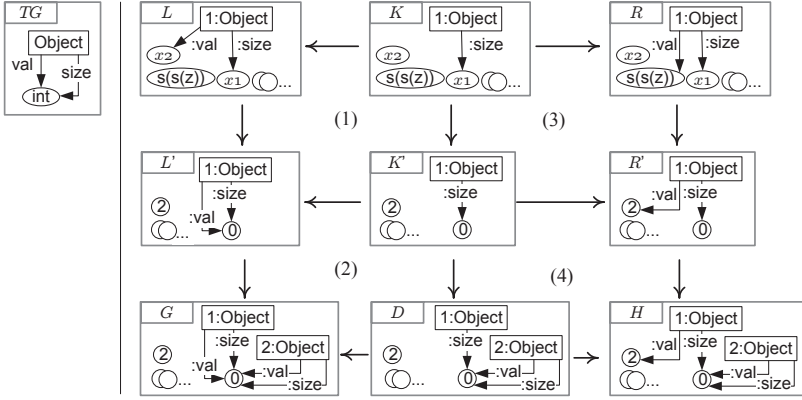 TG
Object
val
size
int
L
1:Object
:val
:size
x2
s(s(z))
x1
...
K
1:Object
:size
x2
s(s(z))
x1
...
R
1:Object
:val
:size
x2
s(s(z))
x1
...
(1)
(3)
L'
1:Object
:size
:val
2
0
...
K'
1:Object
:size
2
0
...
R'
1:Object
:size
:val
2
0
...
(2)
(4)
G
1:Object
:size
2:Object
2
:val
0
:val
:size
...
D
1:Object
:size
2:Object
2
0
:val
:size
...
H
1:Object
:val
:size
2:Object
2
0
:val
:size
...